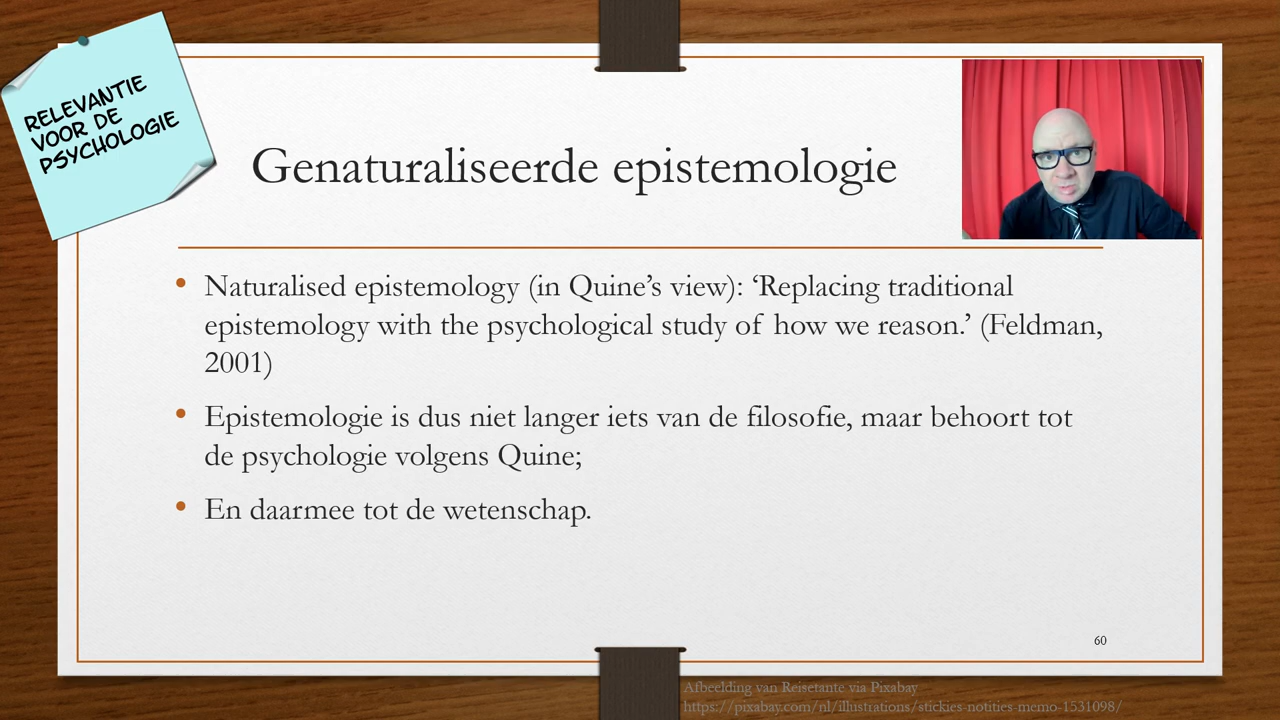 RELEVANTIE
VOOR DE
PSYCHOLOGIE
Genaturaliseerde epistemologie
• Naturalised epistemology (in Quine’s view): ‘Replacing traditional
epistemology with the psychological study of how we reason.’ (Feldman,
2001)
• Epistemologie is dus niet langer iets van de filosofie, maar behoort tot
de psychologie volgens Quine;
• En daarmee tot de wetenschap.
60
Afbeelding van Reisetante via Pixabay
https://pixabay.com/nl/illustrations/stickies-notities-memo-1531098/